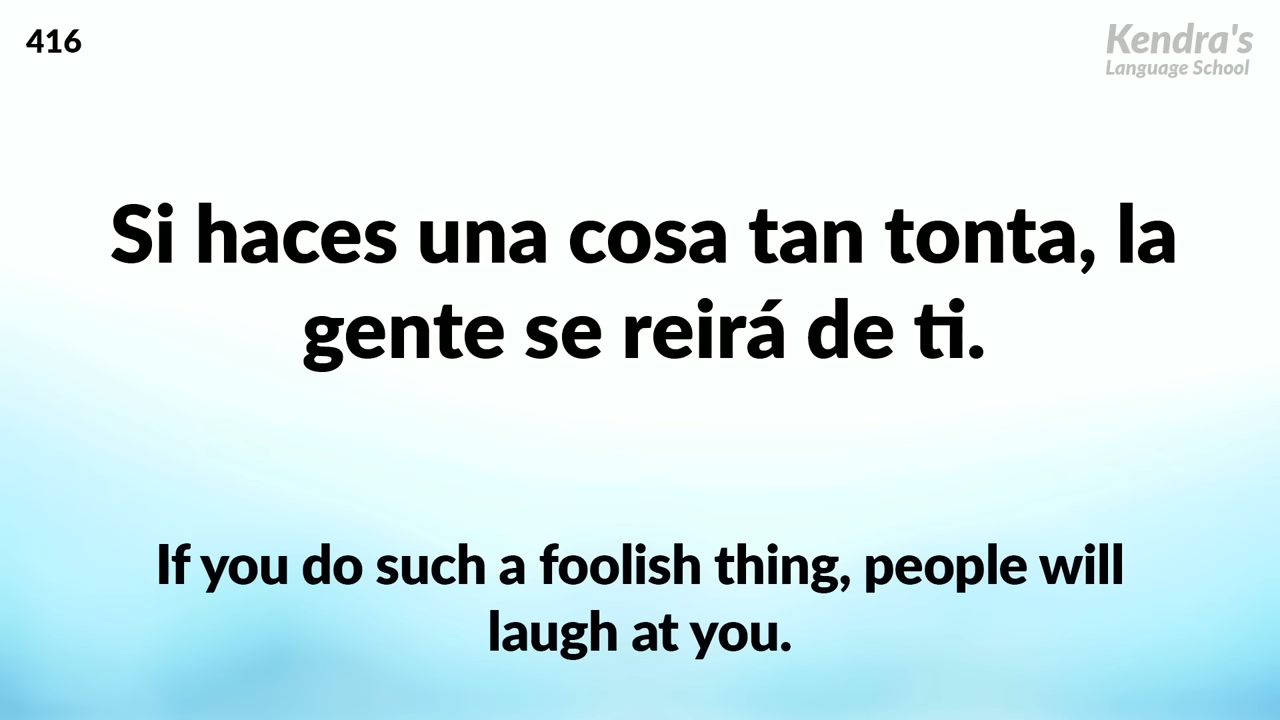 416
Kendra's
Language School
Si haces una cosa tan tonta, la
gente se reirá de ti.
If you do such a foolish thing, people will
laugh at you.